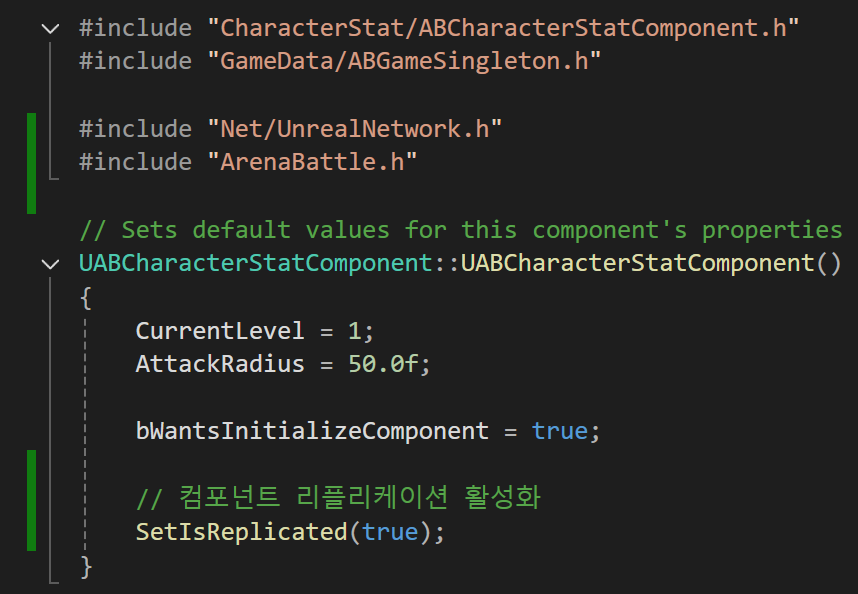 #include "CharacterStat/ABCharacterStatComponent.h"
#include "GameData/ABGameSingleton.h"
#include "Net/UnrealNetwork.h"
#include "ArenaBattle.h"
// Sets default values for this component's properties
UABCharacterStatComponent::UABCharacterStatComponent()
{
CurrentLevel = 1;
AttackRadius = 50.0f;
bWantsInitializeComponent = true;
// 컴포넌트 리플리케이션 활성화
SetIsReplicated(true);
}